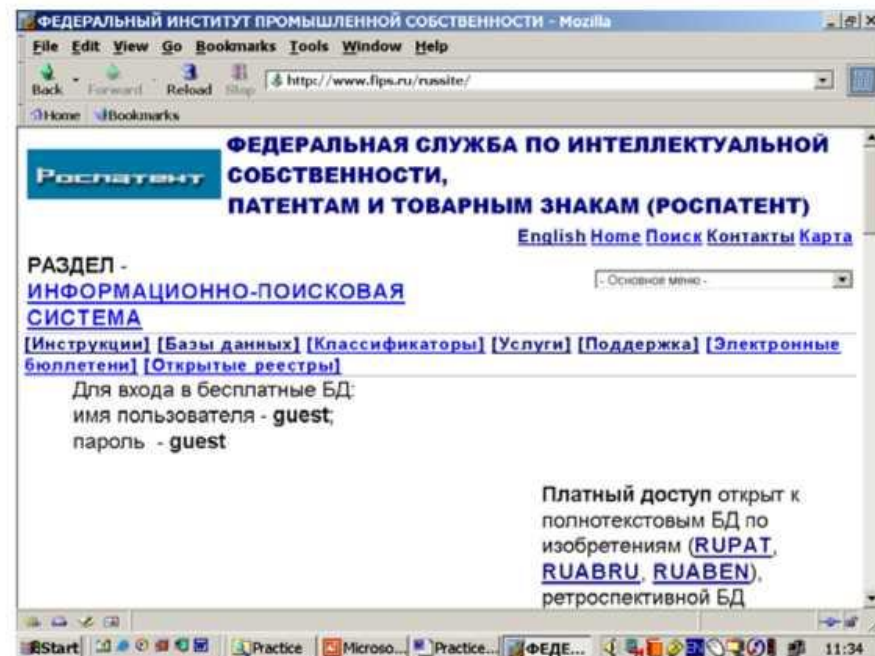 ФЕДЕРАЛЬНЫЙ ИНСТИТУТ ПРОМЫШЛЕННОЙ СОБСТВЕННОСТИ - Mozilla
File Edit View Go Bookmarks Tools Window Help
Back Forward Reload Stop http://www.fips.ru/russite/
Home Bookmarks
Роспатент
ФЕДЕРАЛЬНАЯ СЛУЖБА ПО ИНТЕЛЛЕКТУАЛЬНОЙ
СОБСТВЕННОСТИ,
ПАТЕНТАМ И ТОВАРНЫМ ЗНАКАМ (РОСПАТЕНТ)
English Home Поиск Контакты Карта
РАЗДЕЛ -
ИНФОРМАЦИОННО-ПОИСКОВАЯ
СИСТЕМА
- Основное меню -
[Инструкции] [Базы данных] [Классификаторы] [Услуги] [Поддержка] [Электронные
бюллетени] [Открытые реестры]
Для входа в бесплатные БД:
имя пользователя - guest;
пароль - guest
Платный доступ открыт к
полнотекстовым БД по
изобретениям (RUPAT,
RUABRU, RUABEN),
ретроспективной БД
Start Practice Microso... Practice... ФЕДЕ... EN 11:34